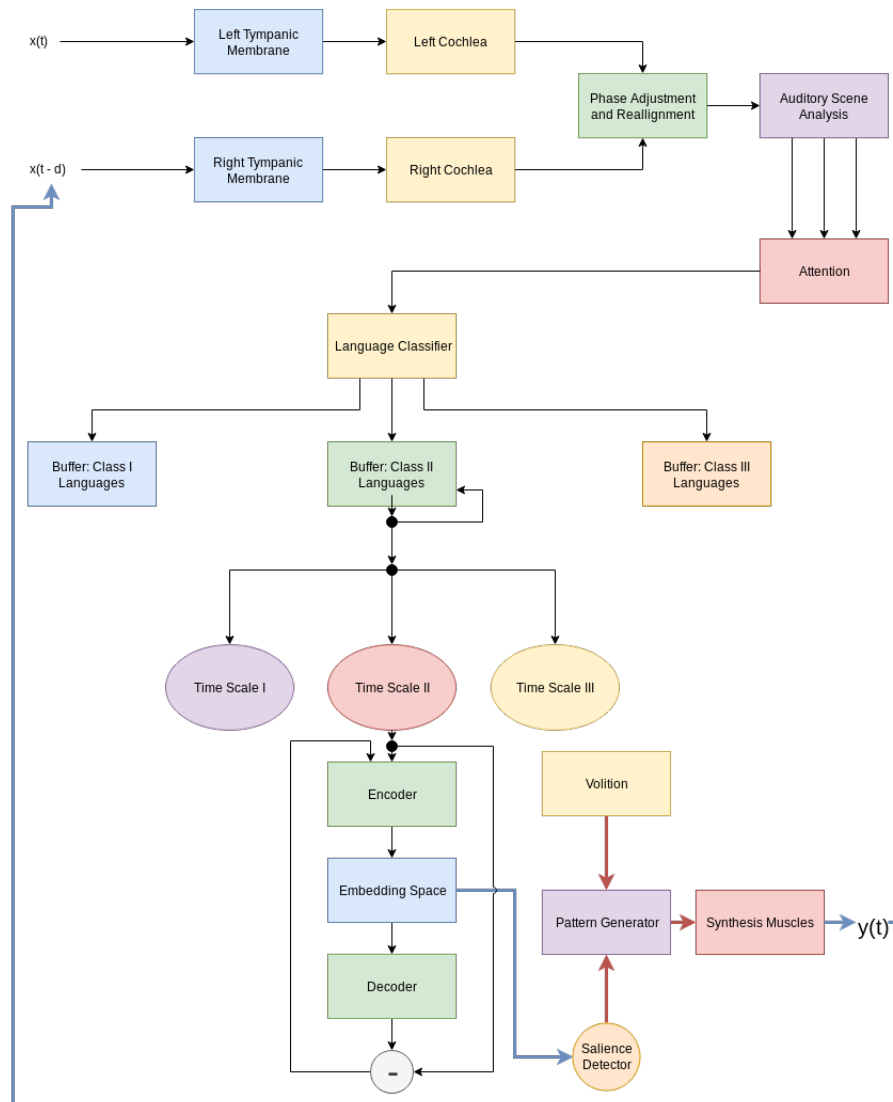 x(t)
Left Tympanic
Membrane
Left Cochlea
Phase Adjustment
and Reallignment
Auditory Scene
Analysis
x(t - d)
Right Tympanic
Membrane
Right Cochlea
Attention
Language Classifier
Buffer: Class I
Languages
Buffer: Class II
Languages
Buffer: Class III
Languages
Time Scale I
Time Scale II
Time Scale III
Encoder
Volition
Embedding Space
Pattern Generator
Synthesis Muscles
y(t)
Decoder
Salience
Detector
-